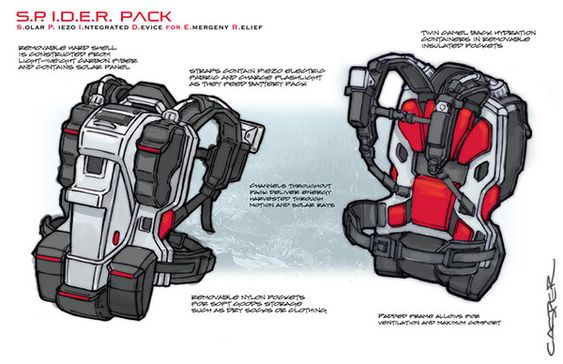 S.P.I.D.E.R. PACK
S.OLAR P. IEZO I.NTEGRATED D.EVICE FOR E.MERGENY R.ELIEF
REMOVABLE HARD SHELL
IS CONSTRUCTED FROM
LIGHT-WEIGHT CARBON FIBER
AND CONTAINS SOLAR PANEL
STRAPS CONTAIN PIEZO ELECTRIC
FABRIC AND CHARGE FLASHLIGHT
AS THEY FEED BATTERY PACK
TWIN CAMEL BACK HYDRATION
CONTAINERS IN REMOVABLE
INSULATED POCKETS
CHANNELS THROUGHOUT
PACK DELIVER ENERGY
HARVESTED THROUGH
MOTION AND SOLAR RAYS
REMOVABLE NYLON POCKETS
FOR SOFT GOODS STORAGE
SUCH AS DRY SOCKS OR CLOTHING
PADDED FRAME ALLOWS FOR
VENTILATION AND MAXIMUM COMFORT
CASPER